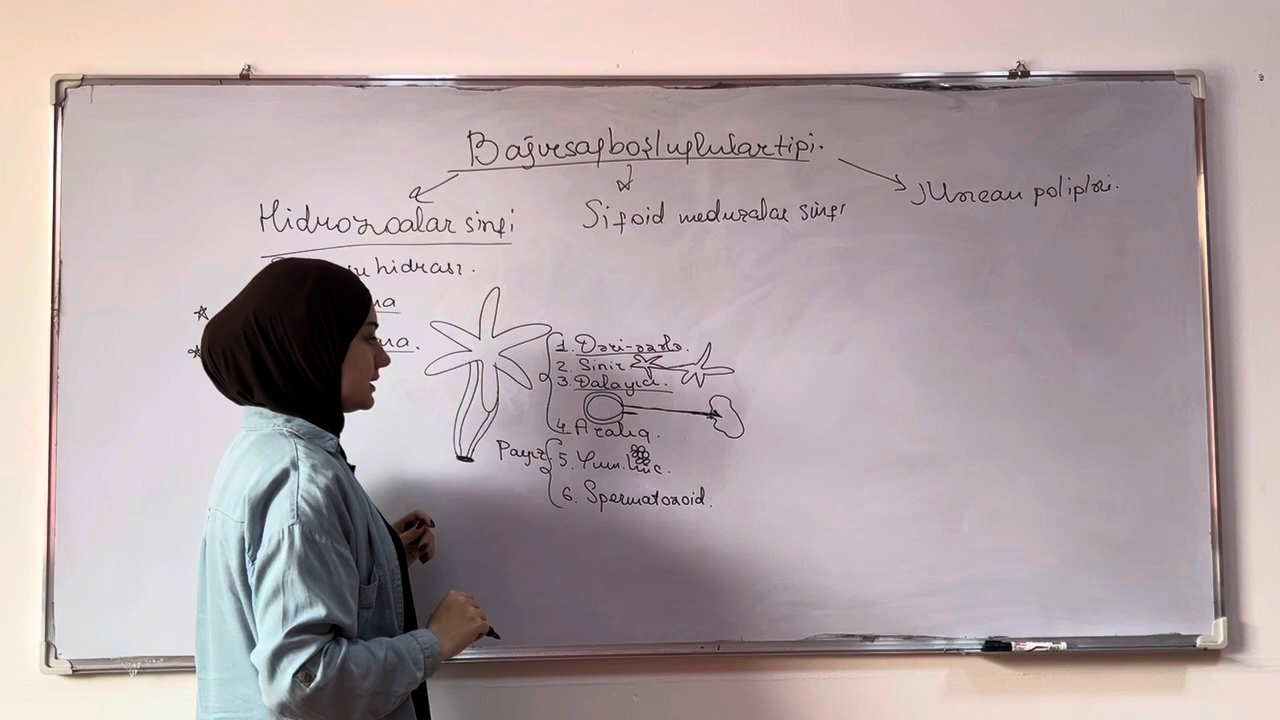 Bağırsaqboşluqlular tipi.
Hidrozoalar sinfi
Sifoid meduzalar sinfi
Mərcan polipləri.
su hidrası.
1. Dəri-əzələ.
2. Sinir
3. Dalayıcı.
4. Aralıq.
Payız
5. Yum. hüc.
6. Spermatozoid.